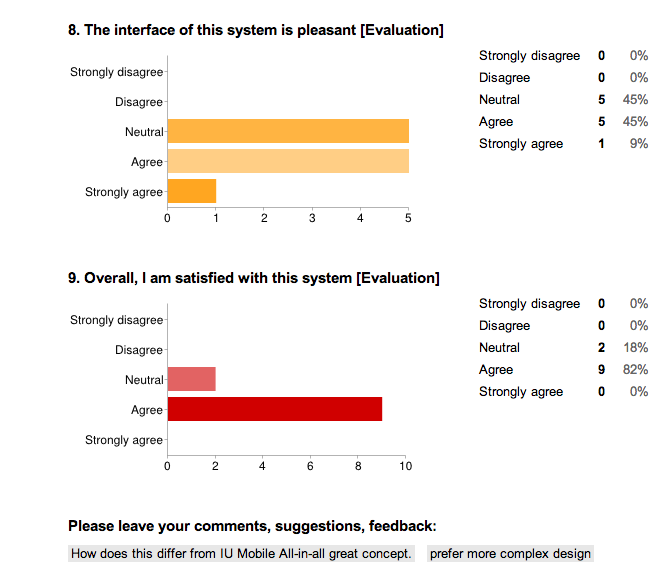 8. The interface of this system is pleasant [Evaluation]
Strongly disagree
Disagree
Neutral
Agree
Strongly agree
0 1 2 3 4 5
Strongly disagree 0 0%
Disagree 0 0%
Neutral 5 45%
Agree 5 45%
Strongly agree 1 9%
9. Overall, I am satisfied with this system [Evaluation]
Strongly disagree
Disagree
Neutral
Agree
Strongly agree
0 2 4 6 8 10
Strongly disagree 0 0%
Disagree 0 0%
Neutral 2 18%
Agree 9 82%
Strongly agree 0 0%
Please leave your comments, suggestions, feedback:
How does this differ from IU Mobile All-in-all great concept. prefer more complex design